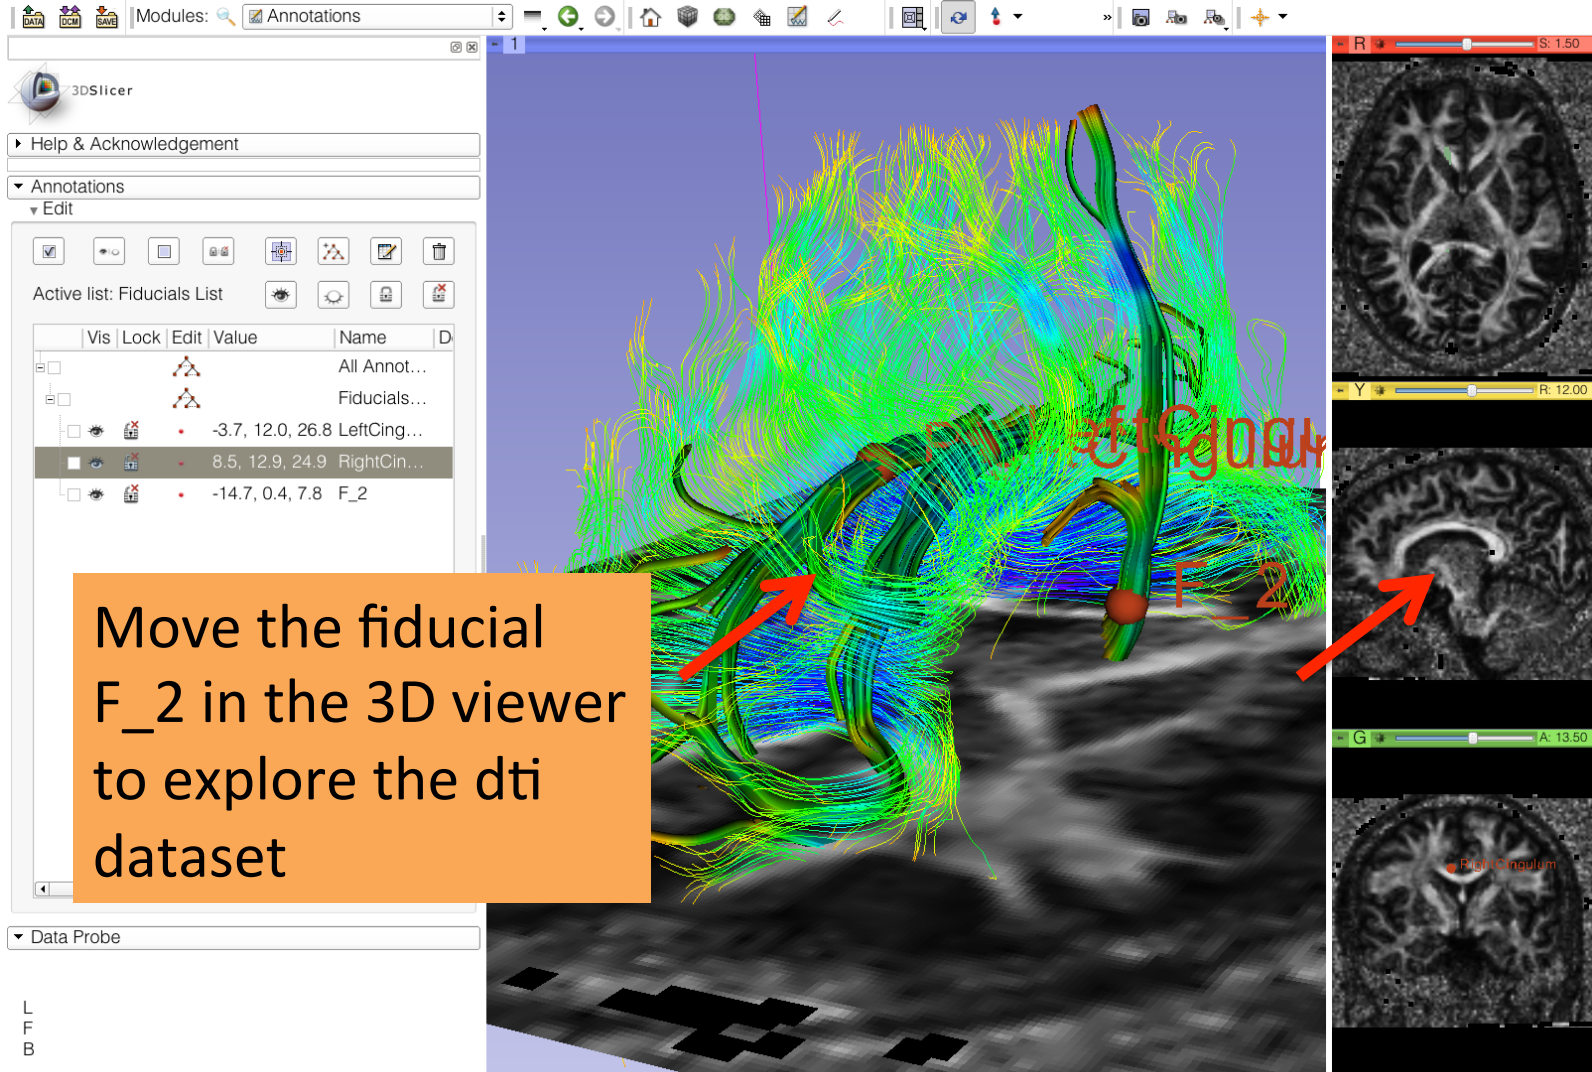 DATA
DCM
SAVE
Modules:
Annotations
1
R
S: 1.50
3DSlicer
Help & Acknowledgement
Annotations
Edit
Active list: Fiducials List
Vis Lock Edit Value Name
All Annot...
Fiducials...
-3.7, 12.0, 26.8 LeftCing...
8.5, 12.9, 24.9 RightCin...
-14.7, 0.4, 7.8 F_2
F_2
Move the fiducial
F_2 in the 3D viewer
to explore the dti
dataset
Y
R: 12.00
G
A: 13.50
RightCingulum
Data Probe
L
F
B